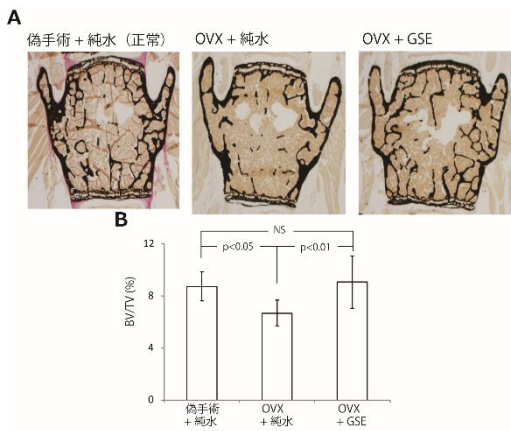 A
偽手術 + 純水（正常）
OVX + 純水
OVX + GSE
B
NS
p<0.05
p<0.01
BV/TV (%)
12
8
4
0
偽手術
+ 純水
OVX
+ 純水
OVX
+ GSE